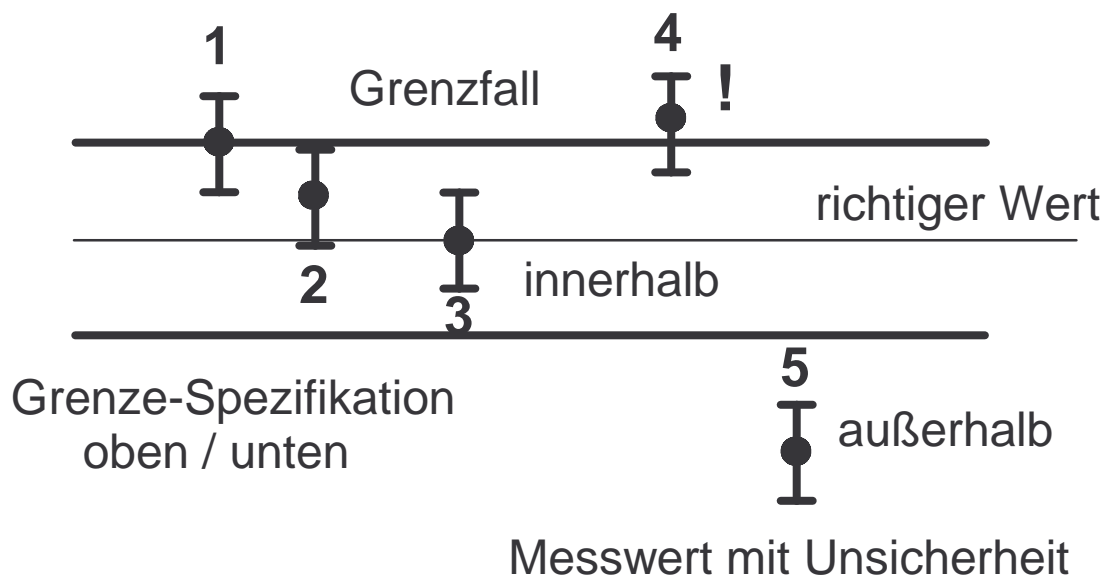 1
4
Grenzfall
!
richtiger Wert
2
innerhalb
3
5
Grenze-Spezifikation
oben / unten
außerhalb
Messwert mit Unsicherheit